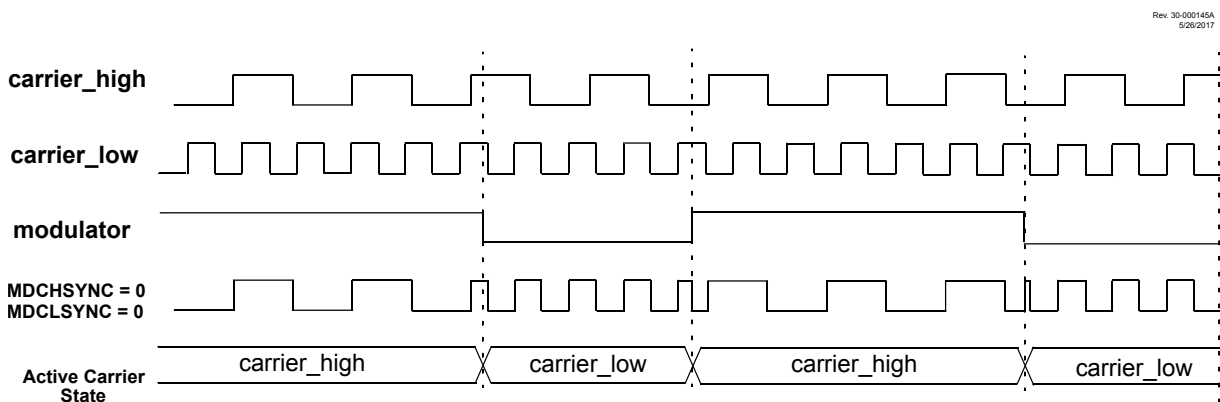 Rev. 30-000145A
5/26/2017
carrier_high
carrier_low
modulator
MDCHSYNC = 0
MDCLSYNC = 0
Active Carrier
State
carrier_high
carrier_low
carrier_high
carrier_low